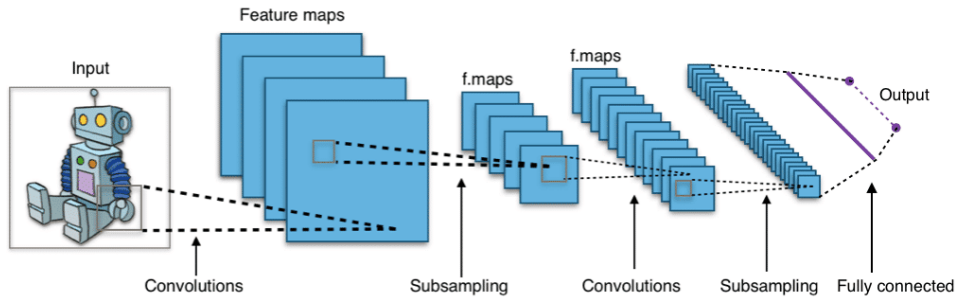 Feature maps
Input
f.maps
f.maps
Output
Convolutions
Subsampling
Convolutions
Subsampling
Fully connected